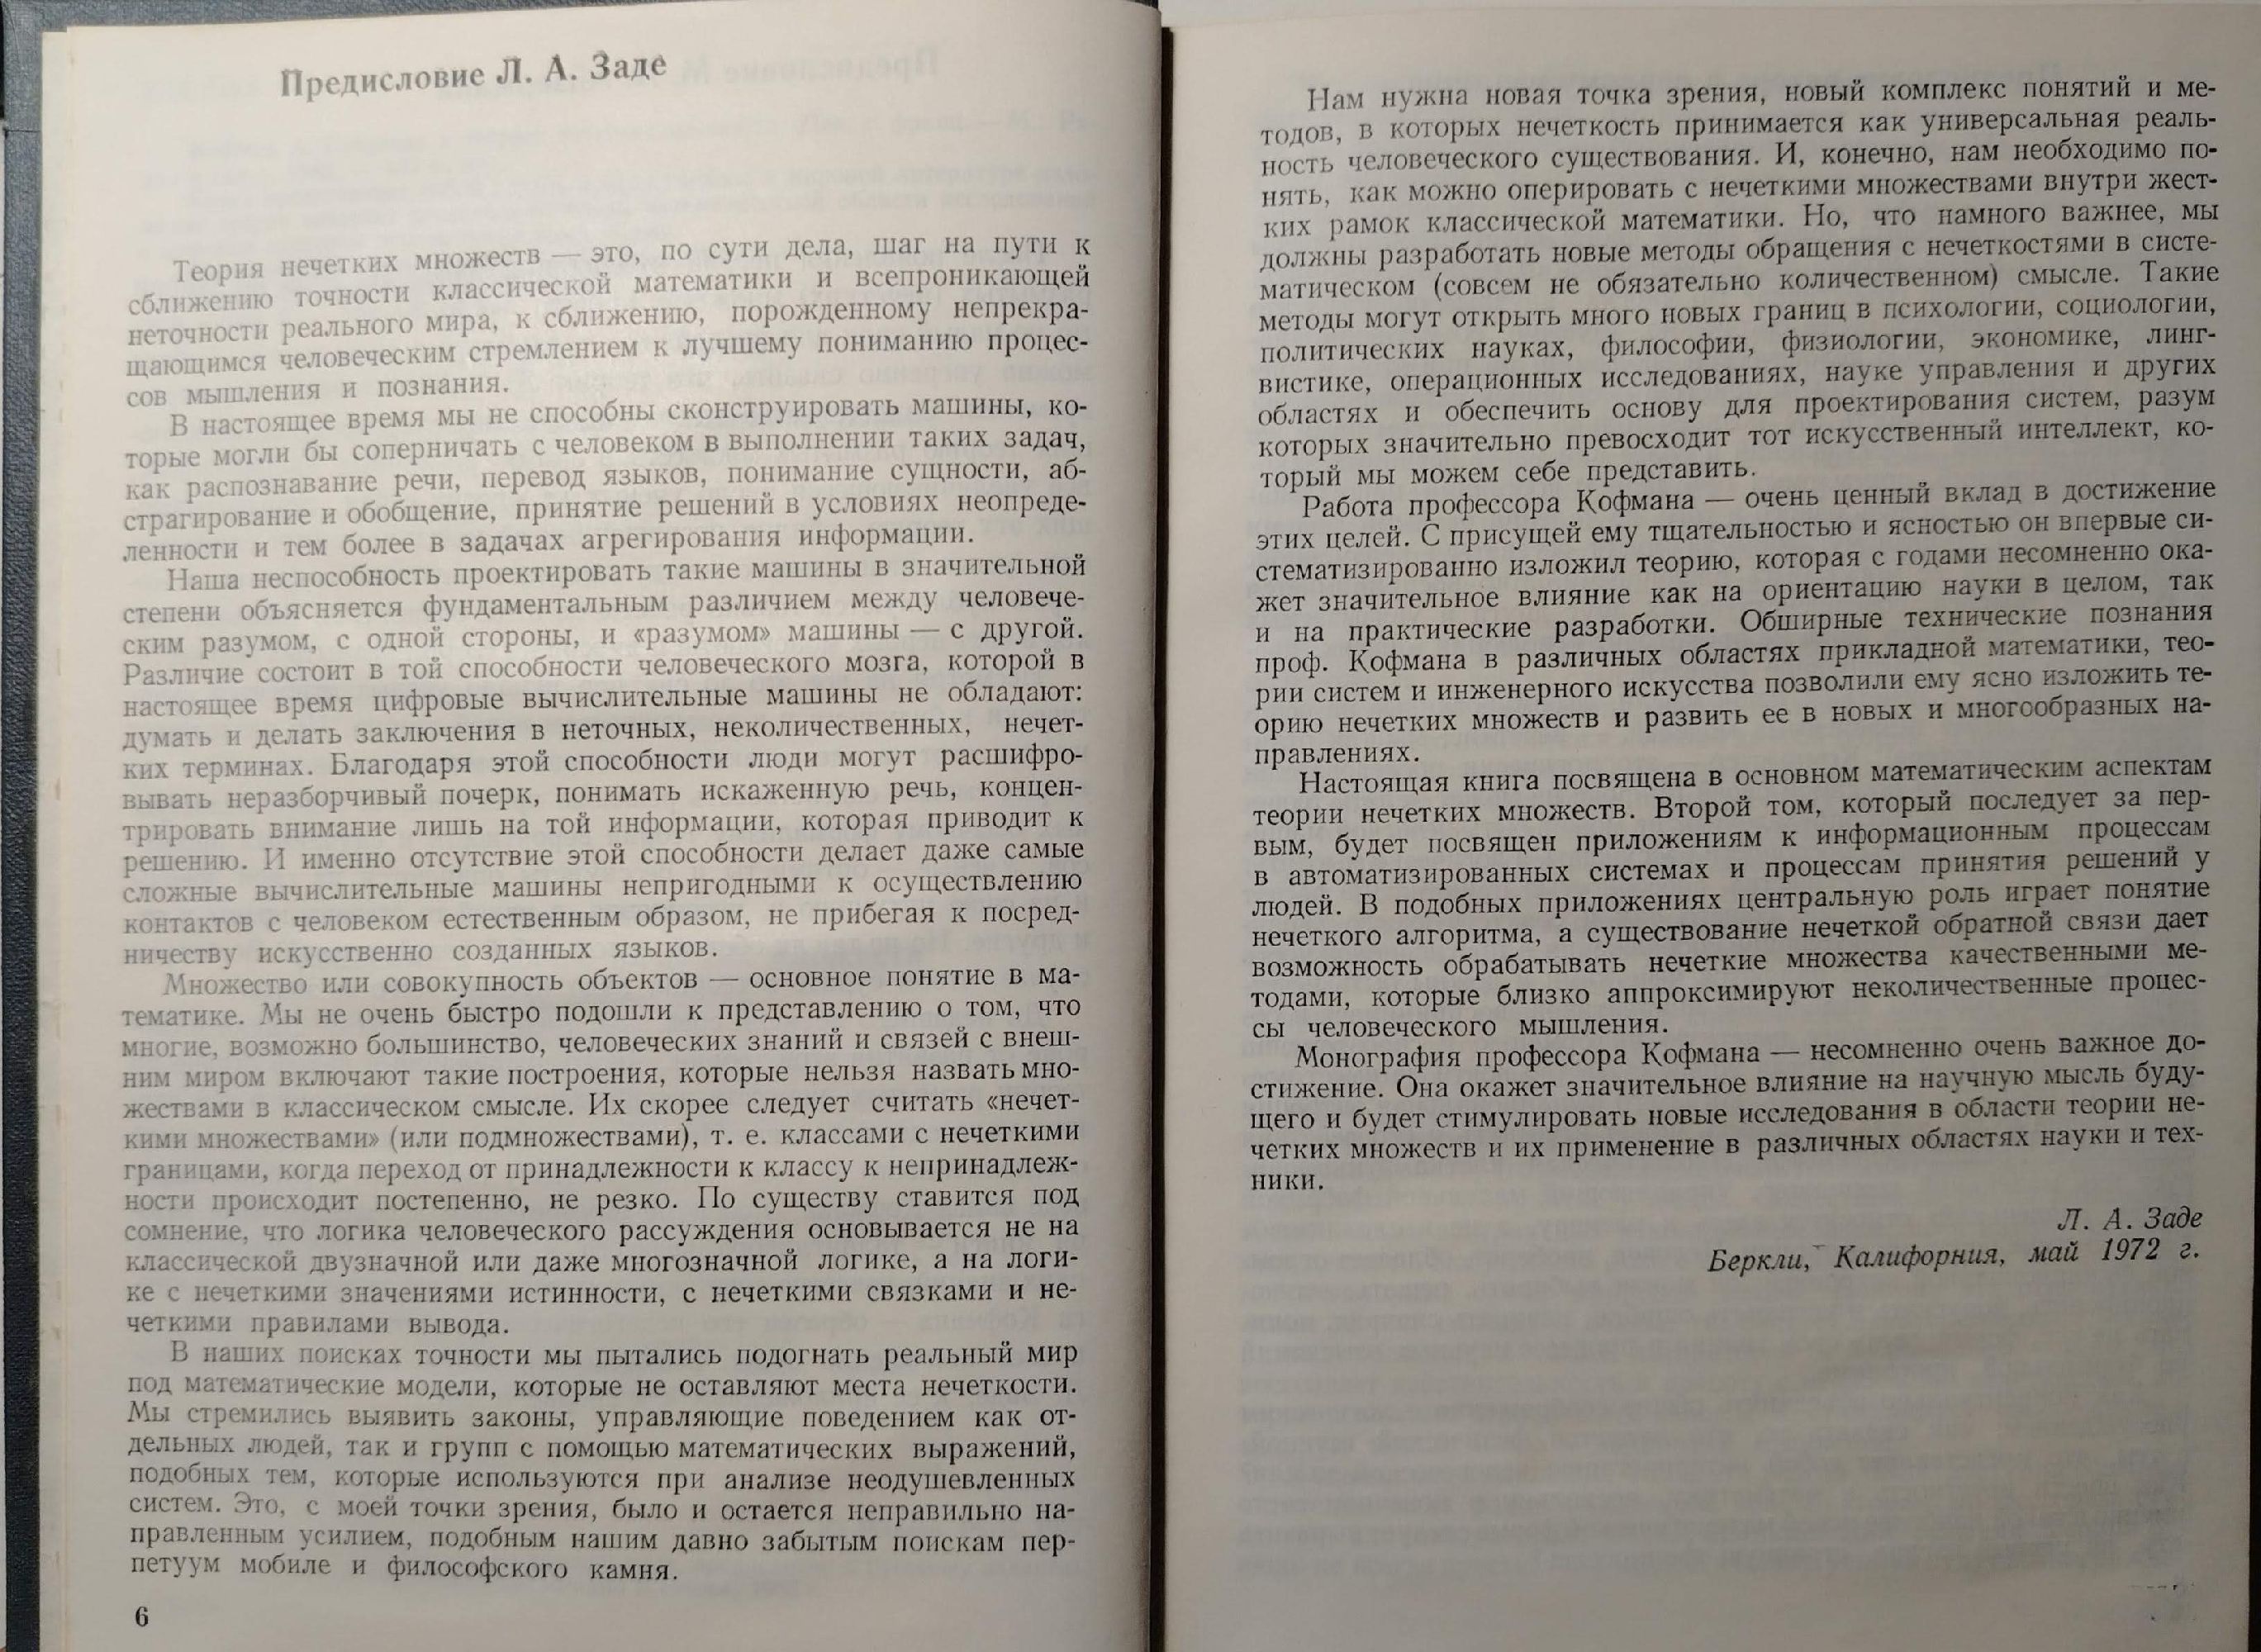 Предисловие Л. А. Заде
Теория нечетких множеств — это, по сути дела, шаг на пути к
сближению точности классической математики и всепроникающей
неточности реального мира, к сближению, порожденному непрекра-
щающимся человеческим стремлением к лучшему пониманию процес-
сов мышления и познания.
В настоящее время мы не способны сконструировать машины, ко-
торые могли бы соперничать с человеком в выполнении таких задач,
как распознавание речи, перевод языков, понимание сущности, аб-
страгирование и обобщение, принятие решений в условиях неопреде-
ленности и тем более в задачах агрегирования информации.
Наша неспособность проектировать такие машины в значительной
степени объясняется фундаментальным различием между человече-
ским разумом, с одной стороны, и «разумом» машины — с другой.
Различие состоит в той способности человеческого мозга, которой в
настоящее время цифровые вычислительные машины не обладают:
думать и делать заключения в неточных, неколичественных, нечет-
ких терминах. Благодаря этой способности люди могут расшифро-
вывать неразборчивый почерк, понимать искаженную речь, концен-
трировать внимание лишь на той информации, которая приводит к
решению. И именно отсутствие этой способности делает даже самые
сложные вычислительные машины непригодными к осуществлению
контактов с человеком естественным образом, не прибегая к посред-
ничеству искусственно созданных языков.
Множество или совокупность объектов — основное понятие в ма-
тематике. Мы не очень быстро подошли к представлению о том, что
многие, возможно большинство, человеческих знаний и связей с внеш-
ним миром включают такие построения, которые нельзя назвать мно-
жествами в классическом смысле. Их скорее следует считать «нечет-
кими множествами» (или подмножествами), т. е. классами с нечеткими
границами, когда переход от принадлежности к классу к непринадлеж-
ности происходит постепенно, не резко. По существу ставится под
сомнение, что логика человеческого рассуждения основывается не на
классической двузначной или даже многозначной логике, а на логи-
ке с нечеткими значениями истинности, с нечеткими связками и не-
четкими правилами вывода.
В наших поисках точности мы пытались подогнать реальный мир
под математические модели, которые не оставляют места нечеткости.
Мы стремились выявить законы, управляющие поведением как от-
дельных людей, так и групп с помощью математических выражений,
подобных тем, которые используются при анализе неодушевленных
систем. Это, с моей точки зрения, было и остается неправильно на-
правленным усилием, подобным нашим давно забытым поискам пер-
петуум мобиле и философского камня.
6
Нам нужна новая точка зрения, новый комплекс понятий и ме-
тодов, в которых нечеткость принимается как универсальная реаль-
ность человеческого существования. И, конечно, нам необходимо по-
нять, как можно оперировать с нечеткими множествами внутри жест-
ких рамок классической математики. Но, что намного важнее, мы
должны разработать новые методы обращения с нечеткостями в систе-
матическом (совсем не обязательно количественном) смысле. Такие
методы могут открыть много новых границ в психологии, социологии,
политических науках, философии, физиологии, экономике, линг-
вистике, операционных исследованиях, науке управления и других
областях и обеспечить основу для проектирования систем, разум
которых значительно превосходит тот искусственный интеллект, ко-
торый мы можем себе представить.
Работа профессора Кофмана — очень ценный вклад в достижение
этих целей. С присущей ему тщательностью и ясностью он впервые си-
стематизированно изложил теорию, которая с годами несомненно ока-
жет значительное влияние как на ориентацию науки в целом, так
и на практические разработки. Обширные технические познания
проф. Кофмана в различных областях прикладной математики, тео-
рии систем и инженерного искусства позволили ему ясно изложить те-
орию нечетких множеств и развить ее в новых и многообразных на-
правлениях.
Настоящая книга посвящена в основном математическим аспектам
теории нечетких множеств. Второй том, который последует за пер-
вым, будет посвящен приложениям к информационным процессам
в автоматизированных системах и процессам принятия решений у
людей. В подобных приложениях центральную роль играет понятие
нечеткого алгоритма, а существование нечеткой обратной связи дает
возможность обрабатывать нечеткие множества качественными ме-
тодами, которые близко аппроксимируют неколичественные процес-
сы человеческого мышления.
Монография профессора Кофмана — несомненно очень важное до-
стижение. Она окажет значительное влияние на научную мысль буду-
щего и будет стимулировать новые исследования в области теории не-
четких множеств и их применение в различных областях науки и тех-
ники.
Л. А. Заде
Беркли, Калифорния, май 1972 г.